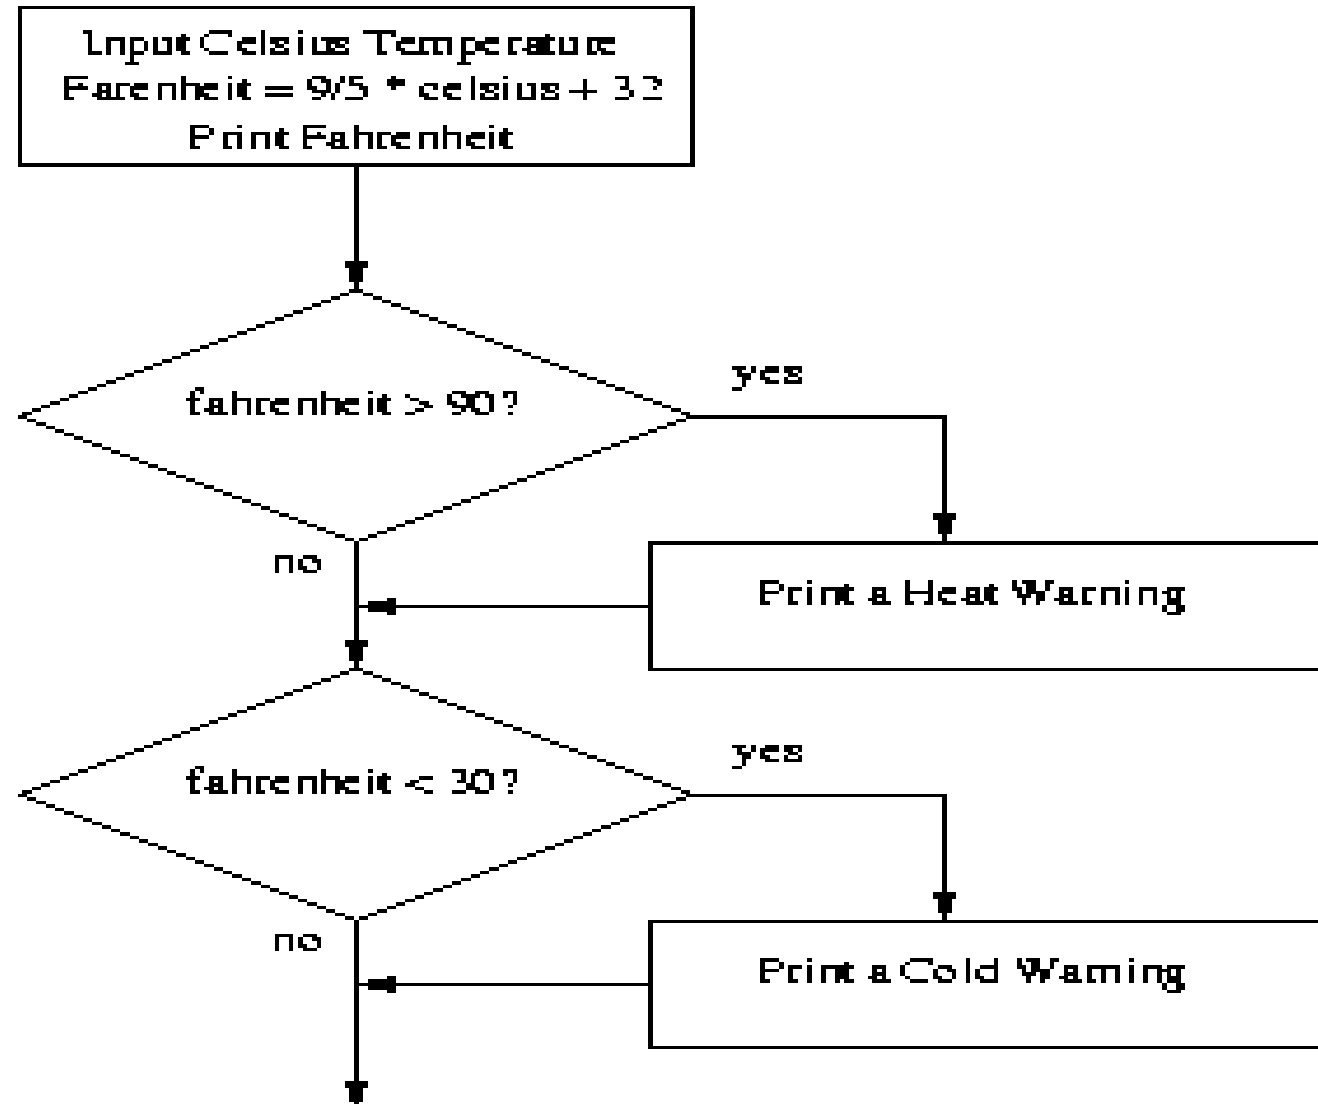 Input Celsius Temperature
Farenheit = 9/5 * celsius + 32
Print Fahrenheit
fahrenheit > 90?
yes
no
Print a Heat Warning
fahrenheit < 30?
yes
no
Print a Cold Warning